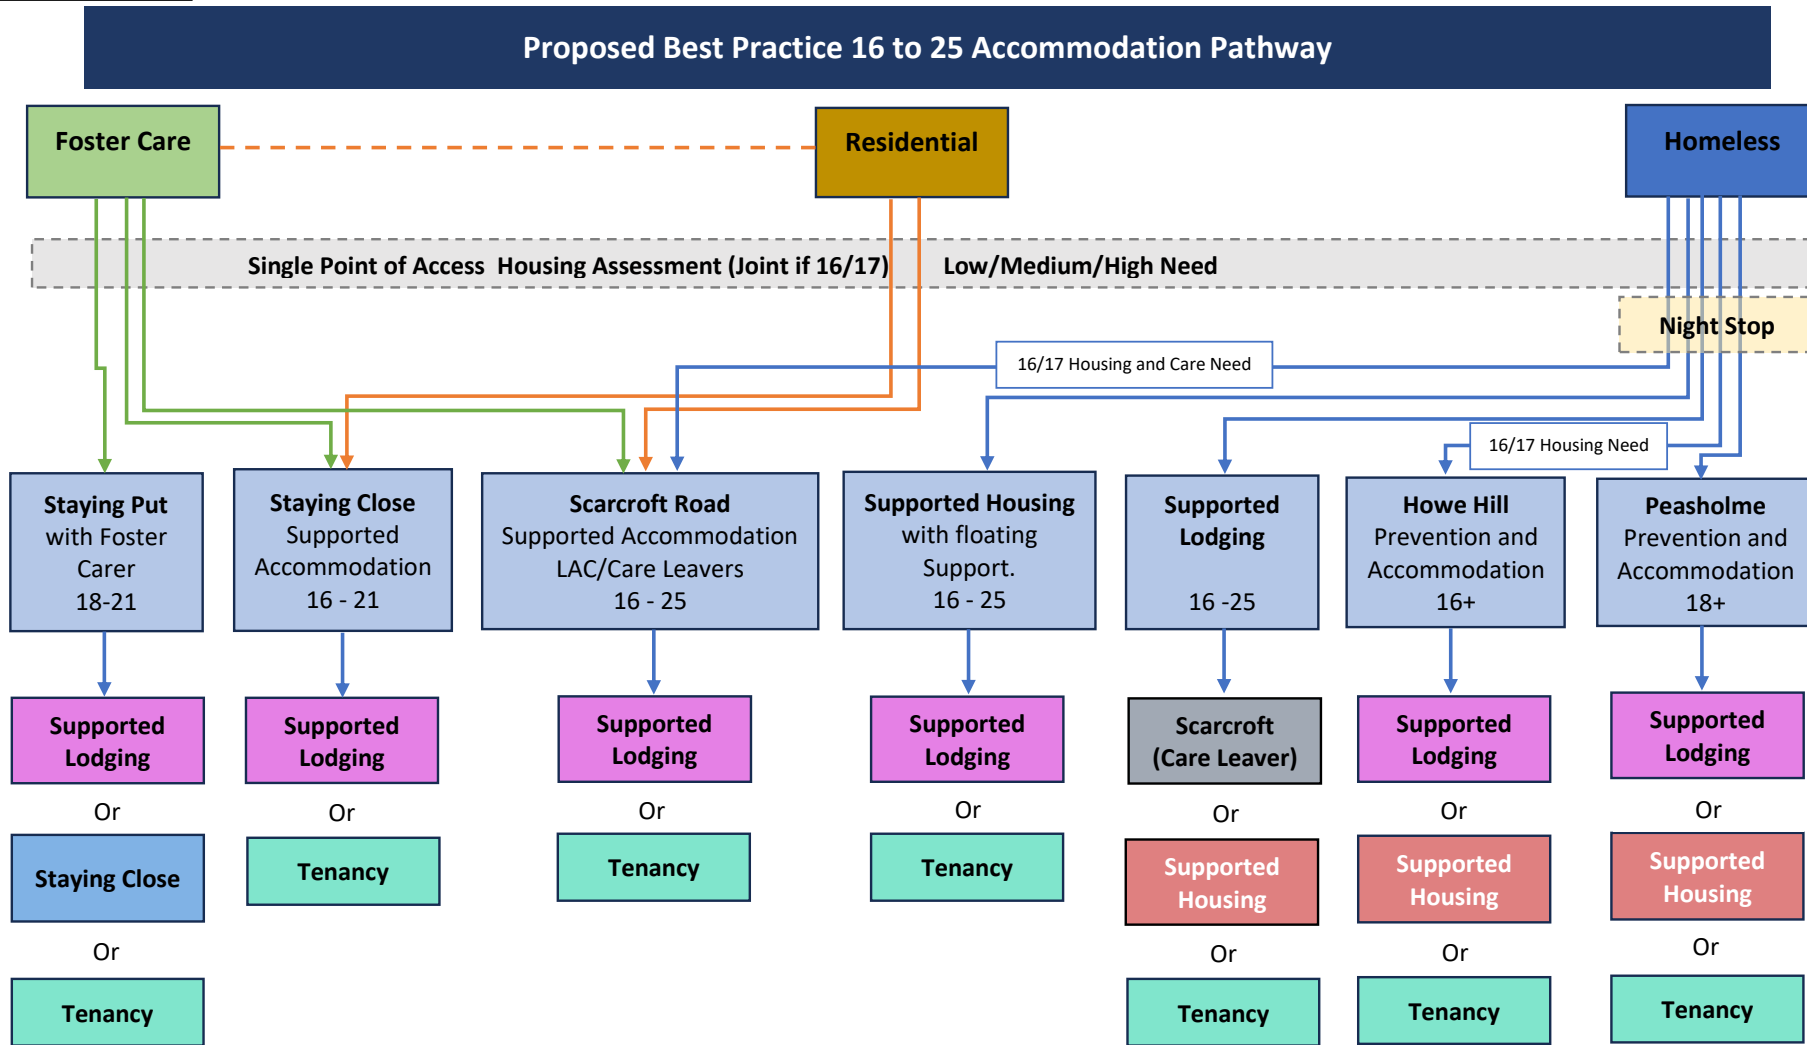 Proposed Best Practice 16 to 25 Accommodation Pathway
Foster Care
Residential
Homeless
Single Point of Access  Housing Assessment (Joint if 16/17)
Low/Medium/High Need
Night Stop
16/17 Housing and Care Need
16/17 Housing Need
Staying Put
with Foster
Carer
18-21
Staying Close
Supported
Accommodation
16 - 21
Scarcroft Road
Supported Accommodation
LAC/Care Leavers
16 - 25
Supported Housing
with floating
Support.
16 - 25
Supported
Lodging
16 -25
Howe Hill
Prevention and
Accommodation
16+
Peasholme
Prevention and
Accommodation
18+
Supported
Lodging
Or
Staying Close
Or
Tenancy
Supported
Lodging
Or
Tenancy
Supported
Lodging
Or
Tenancy
Supported
Lodging
Or
Tenancy
Scarcroft
(Care Leaver)
Or
Supported
Housing
Or
Tenancy
Supported
Lodging
Or
Supported
Housing
Or
Tenancy
Supported
Lodging
Or
Supported
Housing
Or
Tenancy